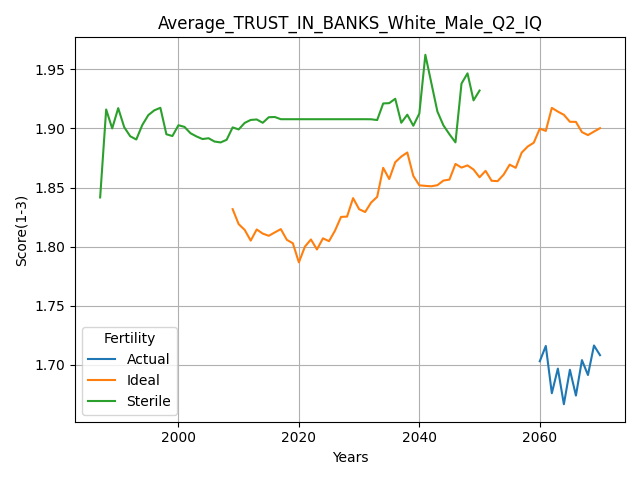 Average_TRUST_IN_BANKS_White_Male_Q2_IQ
Score(1-3)
1.95
1.90
1.85
1.80
1.75
1.70
Fertility
Actual
Ideal
Sterile
2000
2020
2040
2060
Years